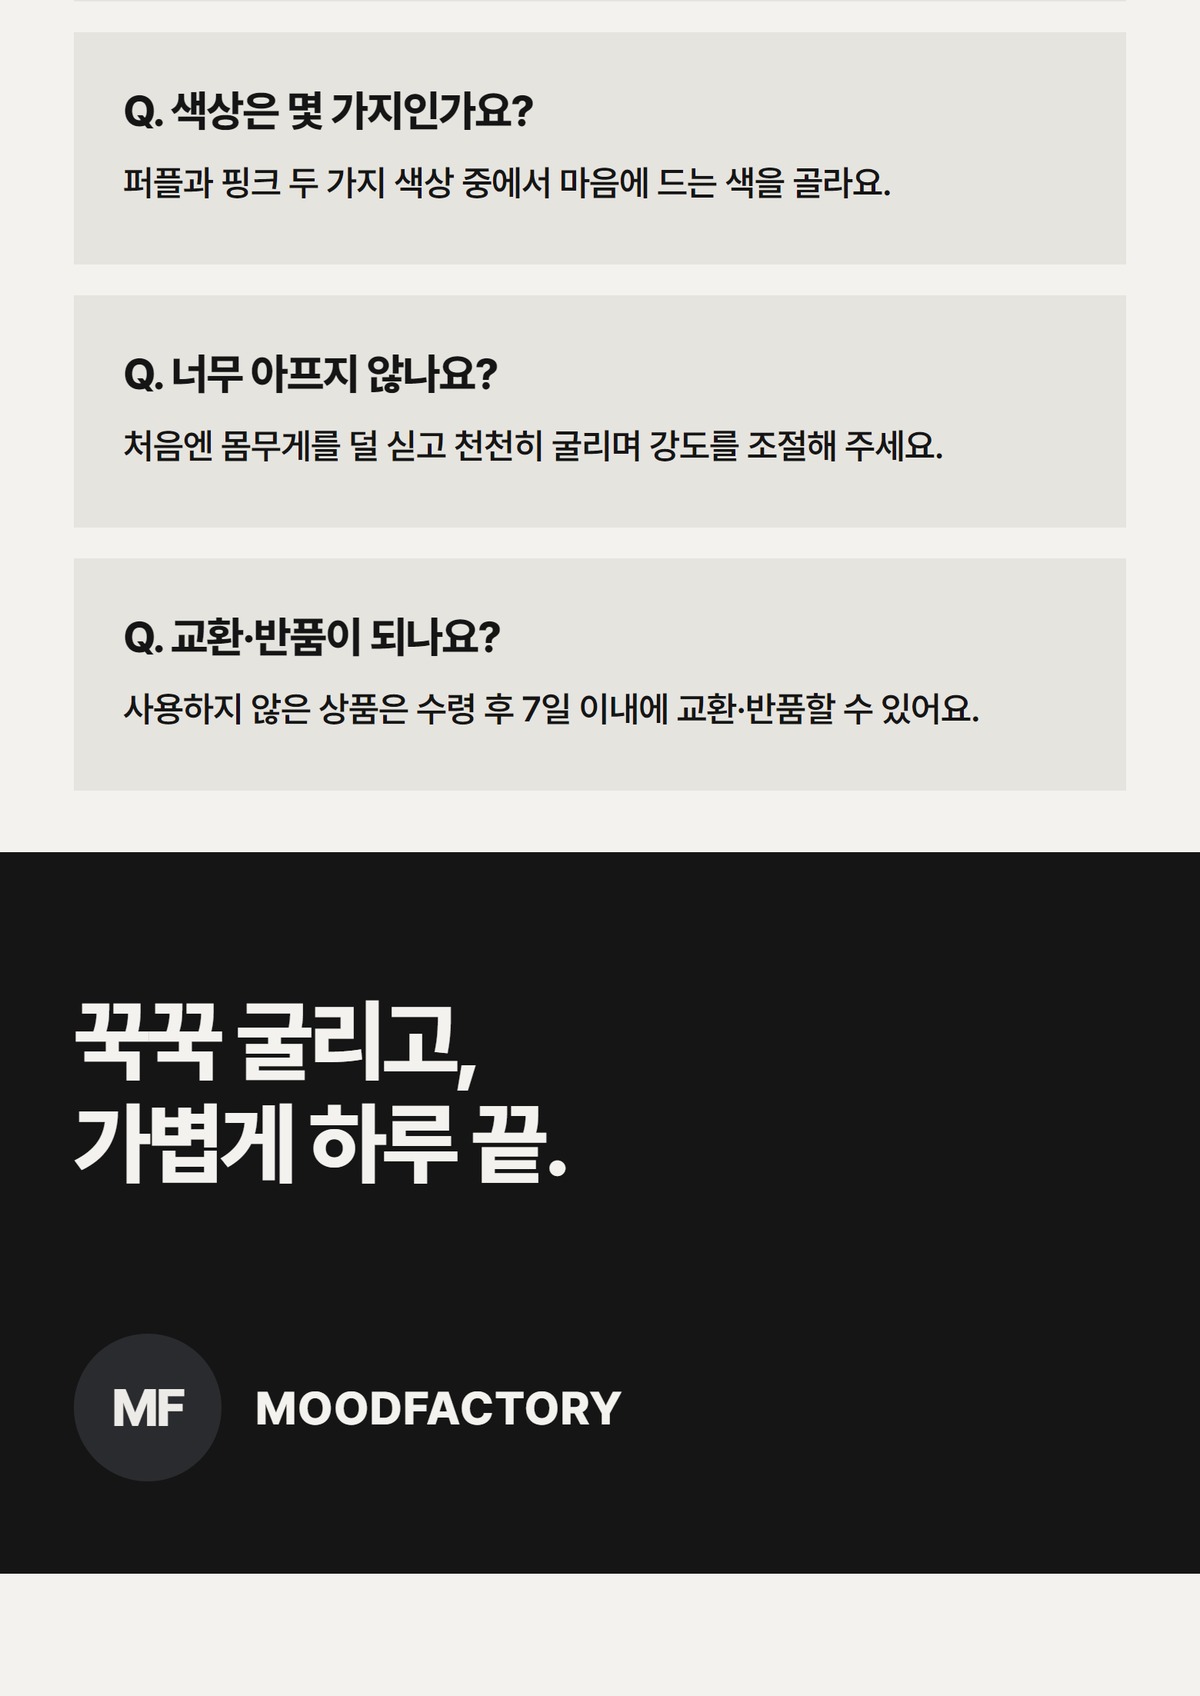 Q. 색상은 몇 가지인가요?
퍼플과 핑크 두 가지 색상 중에서 마음에 드는 색을 골라요.
Q. 너무 아프지 않나요?
처음엔 몸무게를 덜 싣고 천천히 굴리며 강도를 조절해 주세요.
Q. 교환·반품이 되나요?
사용하지 않은 상품은 수령 후 7일 이내에 교환·반품할 수 있어요.
꾹꾹 굴리고,
가볍게 하루 끝.
MF
MOODFACTORY